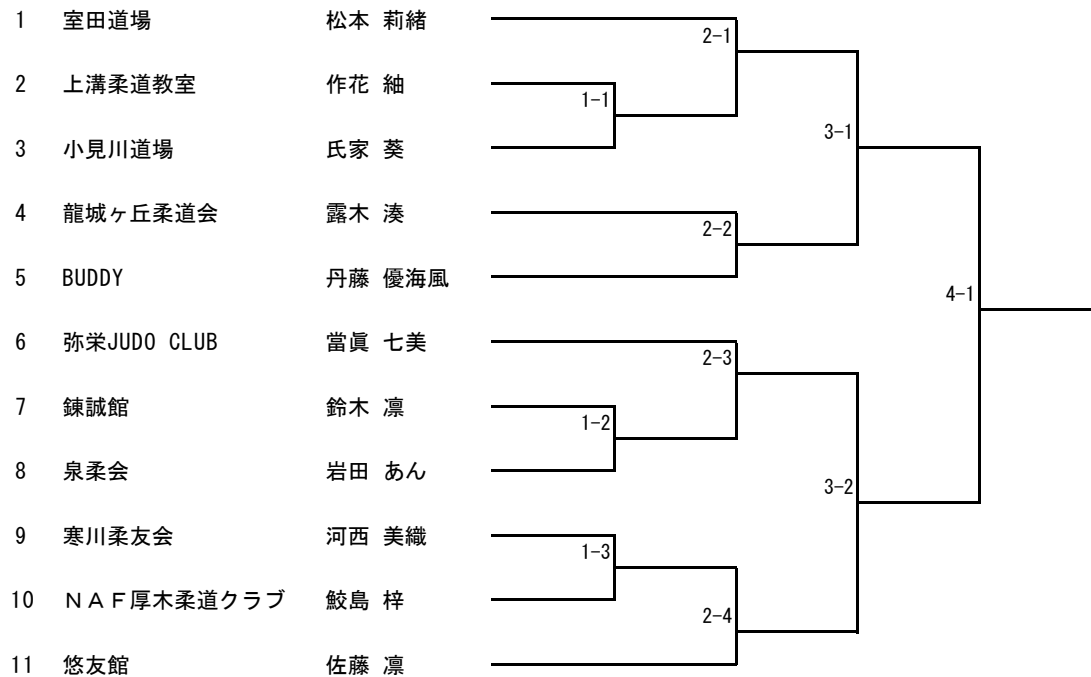 1 室田道場 松本 莉緒
2-1
2 上溝柔道教室 作花 紬
1-1
3-1
3 小見川道場 氏家 葵
4 龍城ヶ丘柔道会 露木 湊
2-2
5 BUDDY 丹藤 優海風
4-1
6 弥栄JUDO CLUB 當眞 七美
2-3
7 錬誠館 鈴木 凛
1-2
8 泉柔会 岩田 あん
3-2
9 寒川柔友会 河西 美織
1-3
10 ＮＡＦ厚木柔道クラブ 鮫島 梓
2-4
11 悠友館 佐藤 凛